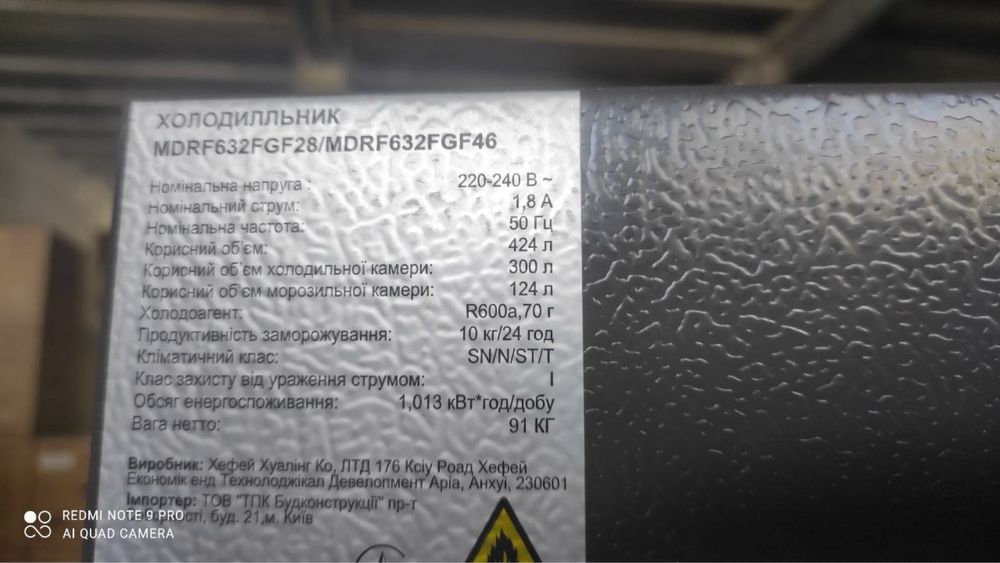 ХОЛОДИЛЛЬНИК
MDRF632FGF28/MDRF632FGF46
Номінальна напруга : 220-240 В ~
Номінальний струм: 1,8 А
Номінальна частота: 50 Гц
Корисний об'єм: 424 л
Корисний об'єм холодильної камери: 300 л
Корисний об'єм морозильної камери: 124 л
Холодоагент: R600a,70 г
Продуктивність заморожування: 10 кг/24 год
Кліматичний клас: SN/N/ST/T
Клас захисту від ураження струмом: I
Обсяг енергоспоживання: 1,013 кВт*год/добу
Вага нетто: 91 КГ
Виробник: Хефей Хуалінг Ко, ЛТД 176 Ксіу Роад Хефей
Економік енд Технолоджікал Девелопмент Аріа, Анхуі, 230601
Імпортер: ТОВ "ТПК Будконструкції" пр-т
буд. 21,м. Київ
REDMI NOTE 9 PRO
AI QUAD CAMERA